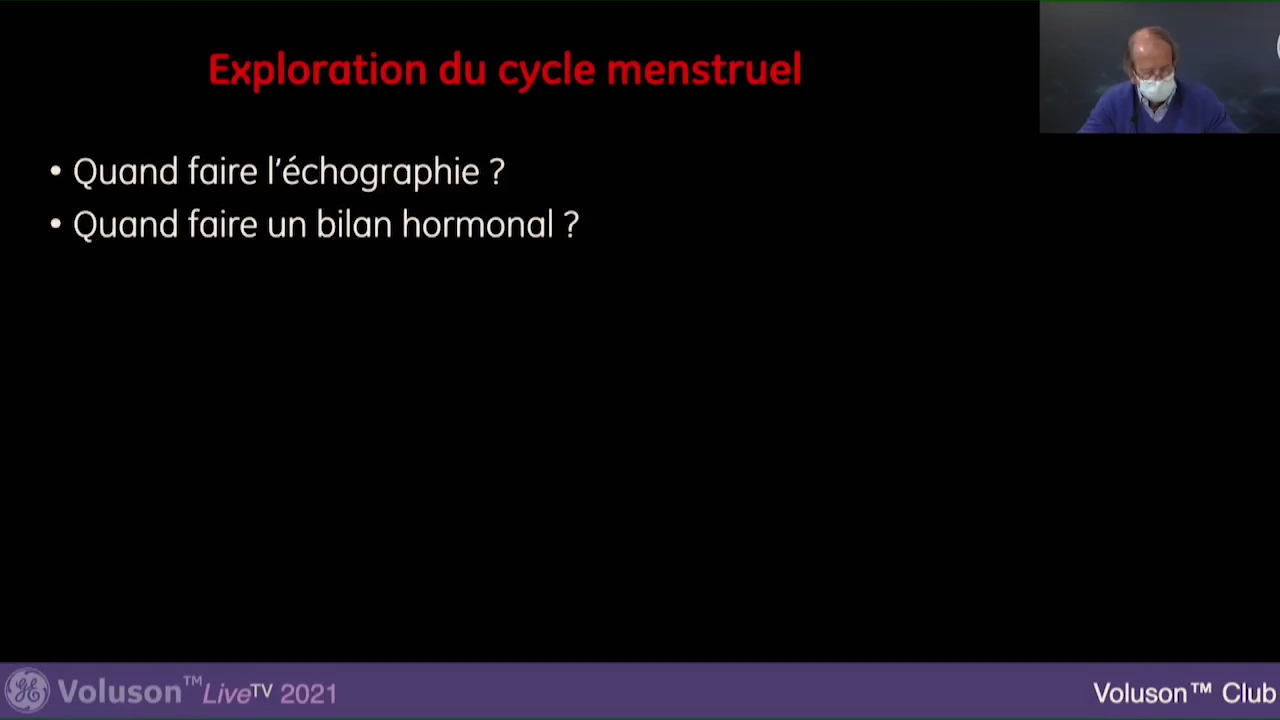 Exploration du cycle menstruel
• Quand faire l'échographie ?
• Quand faire un bilan hormonal ?
Voluson™ LiveTV 2021
Voluson™ Club